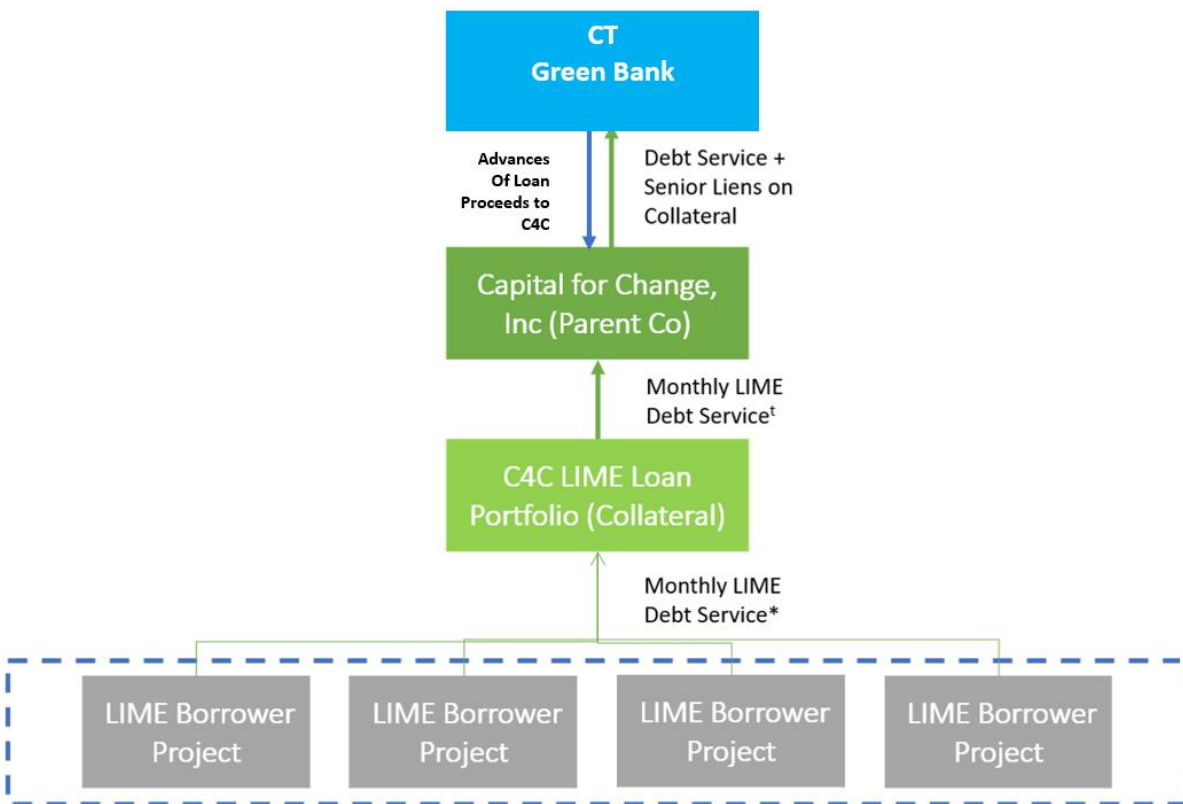 CT
Green Bank
Advances
Of Loan
Proceeds to
C4C
Debt Service +
Senior Liens on
Collateral
Capital for Change,
Inc (Parent Co)
Monthly LIME
Debt Serviceᵗ
C4C LIME Loan
Portfolio (Collateral)
Monthly LIME
Debt Service*
LIME Borrower
Project
LIME Borrower
Project
LIME Borrower
Project
LIME Borrower
Project